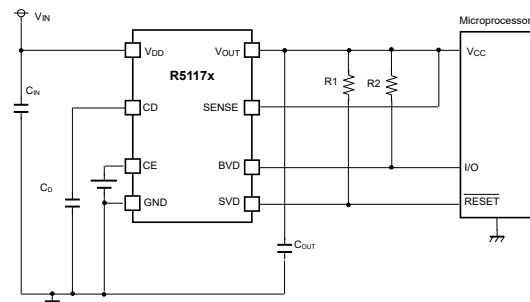 VIN
Microprocessor
VDD
VOUT
VCC
R5117x
R1
R2
CIN
CD
SENSE
CE
BVD
I/O
CD
GND
SVD
RESET
COUT